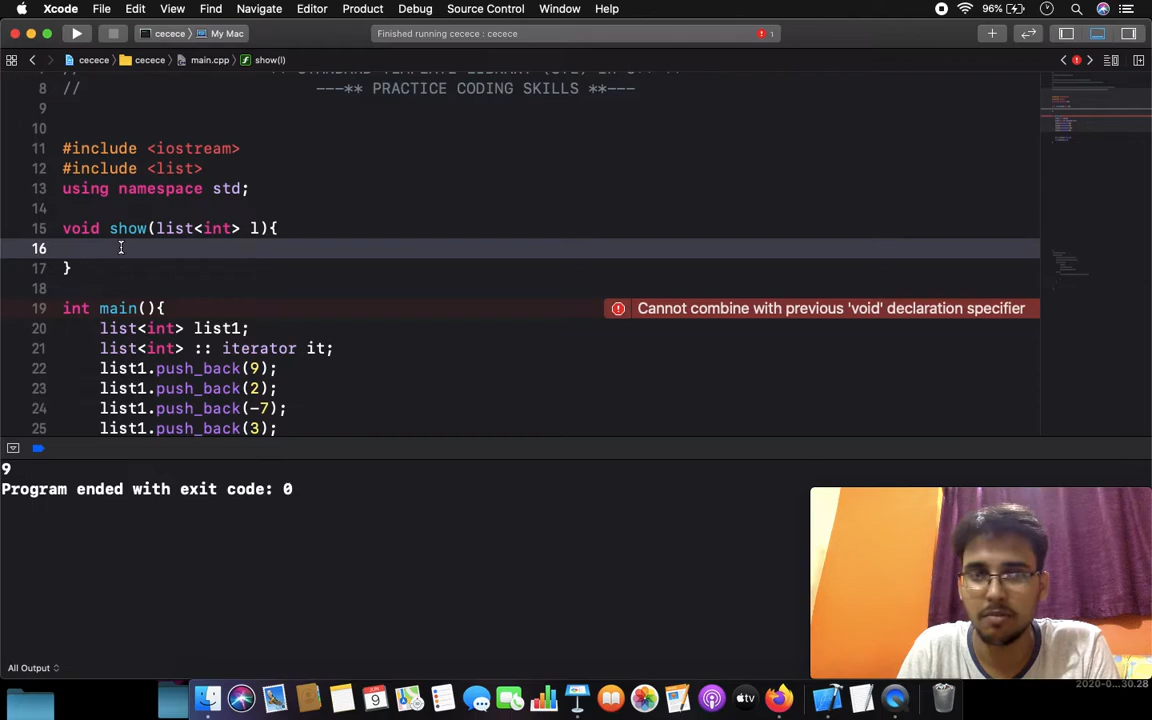 Xcode File Edit View Find Navigate Editor Product Debug Source Control Window Help 96%
cecece My Mac Finished running cecece : cecece 1
cecece cecece main.cpp show(l)
8 // ---** PRACTICE CODING SKILLS **---
9
10
11 #include <iostream>
12 #include <list>
13 using namespace std;
14
15 void show(list<int> l){
16
17 }
18
19 int main(){ Cannot combine with previous 'void' declaration specifier
20 list<int> list1;
21 list<int> :: iterator it;
22 list1.push_back(9);
23 list1.push_back(2);
24 list1.push_back(-7);
25 list1.push_back(3);
9
Program ended with exit code: 0
All Output
JUN
9
tv